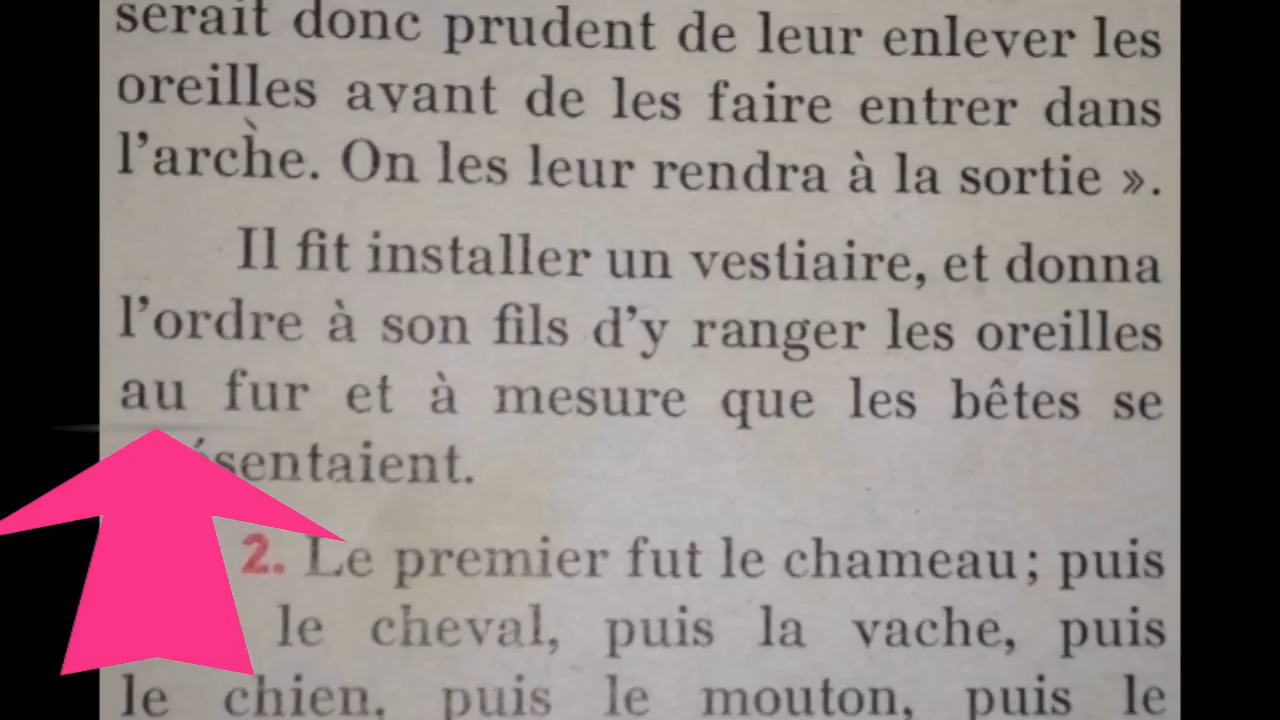 serait donc prudent de leur enlever les
oreilles avant de les faire entrer dans
l'arche. On les leur rendra à la sortie ».
Il fit installer un vestiaire, et donna
l'ordre à son fils d'y ranger les oreilles
au fur et à mesure que les bêtes se
2. Le premier fut le chameau; puis
le cheval, puis la vache, puis
le chien, puis le mouton, puis le